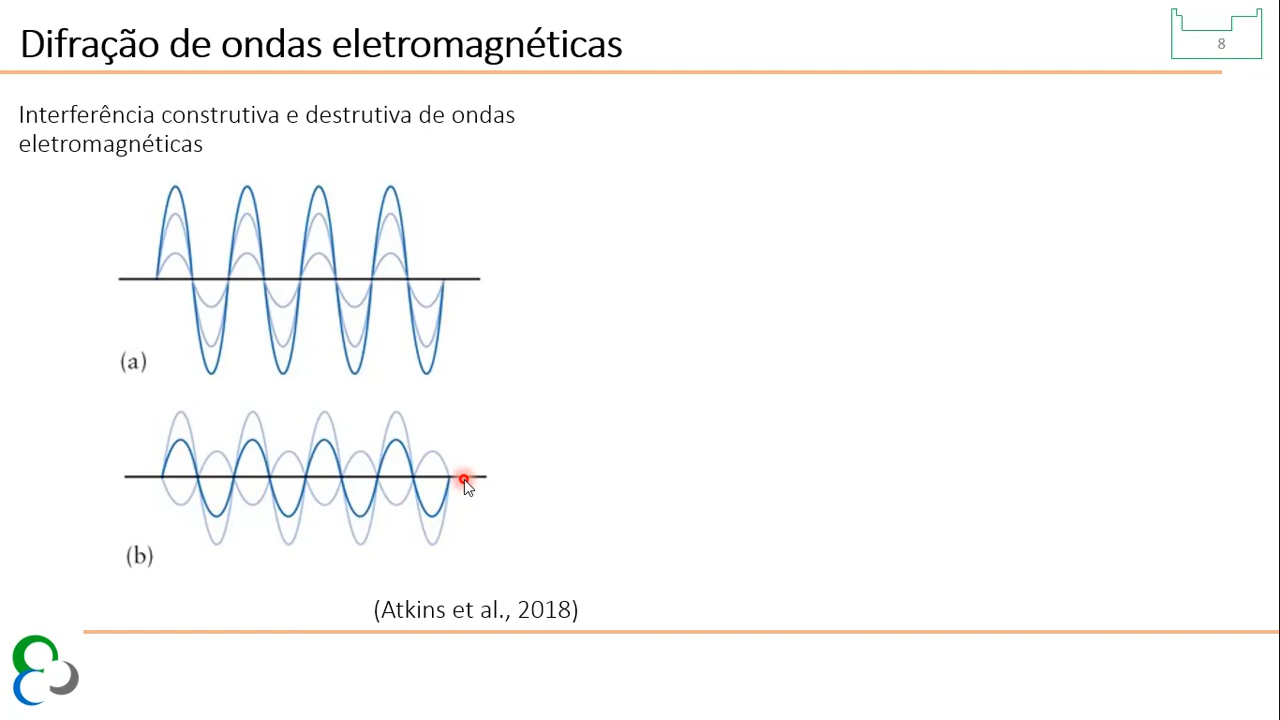 Difração de ondas eletromagnéticas
8
Interferência construtiva e destrutiva de ondas
eletromagnéticas
(a)
(b)
(Atkins et al., 2018)